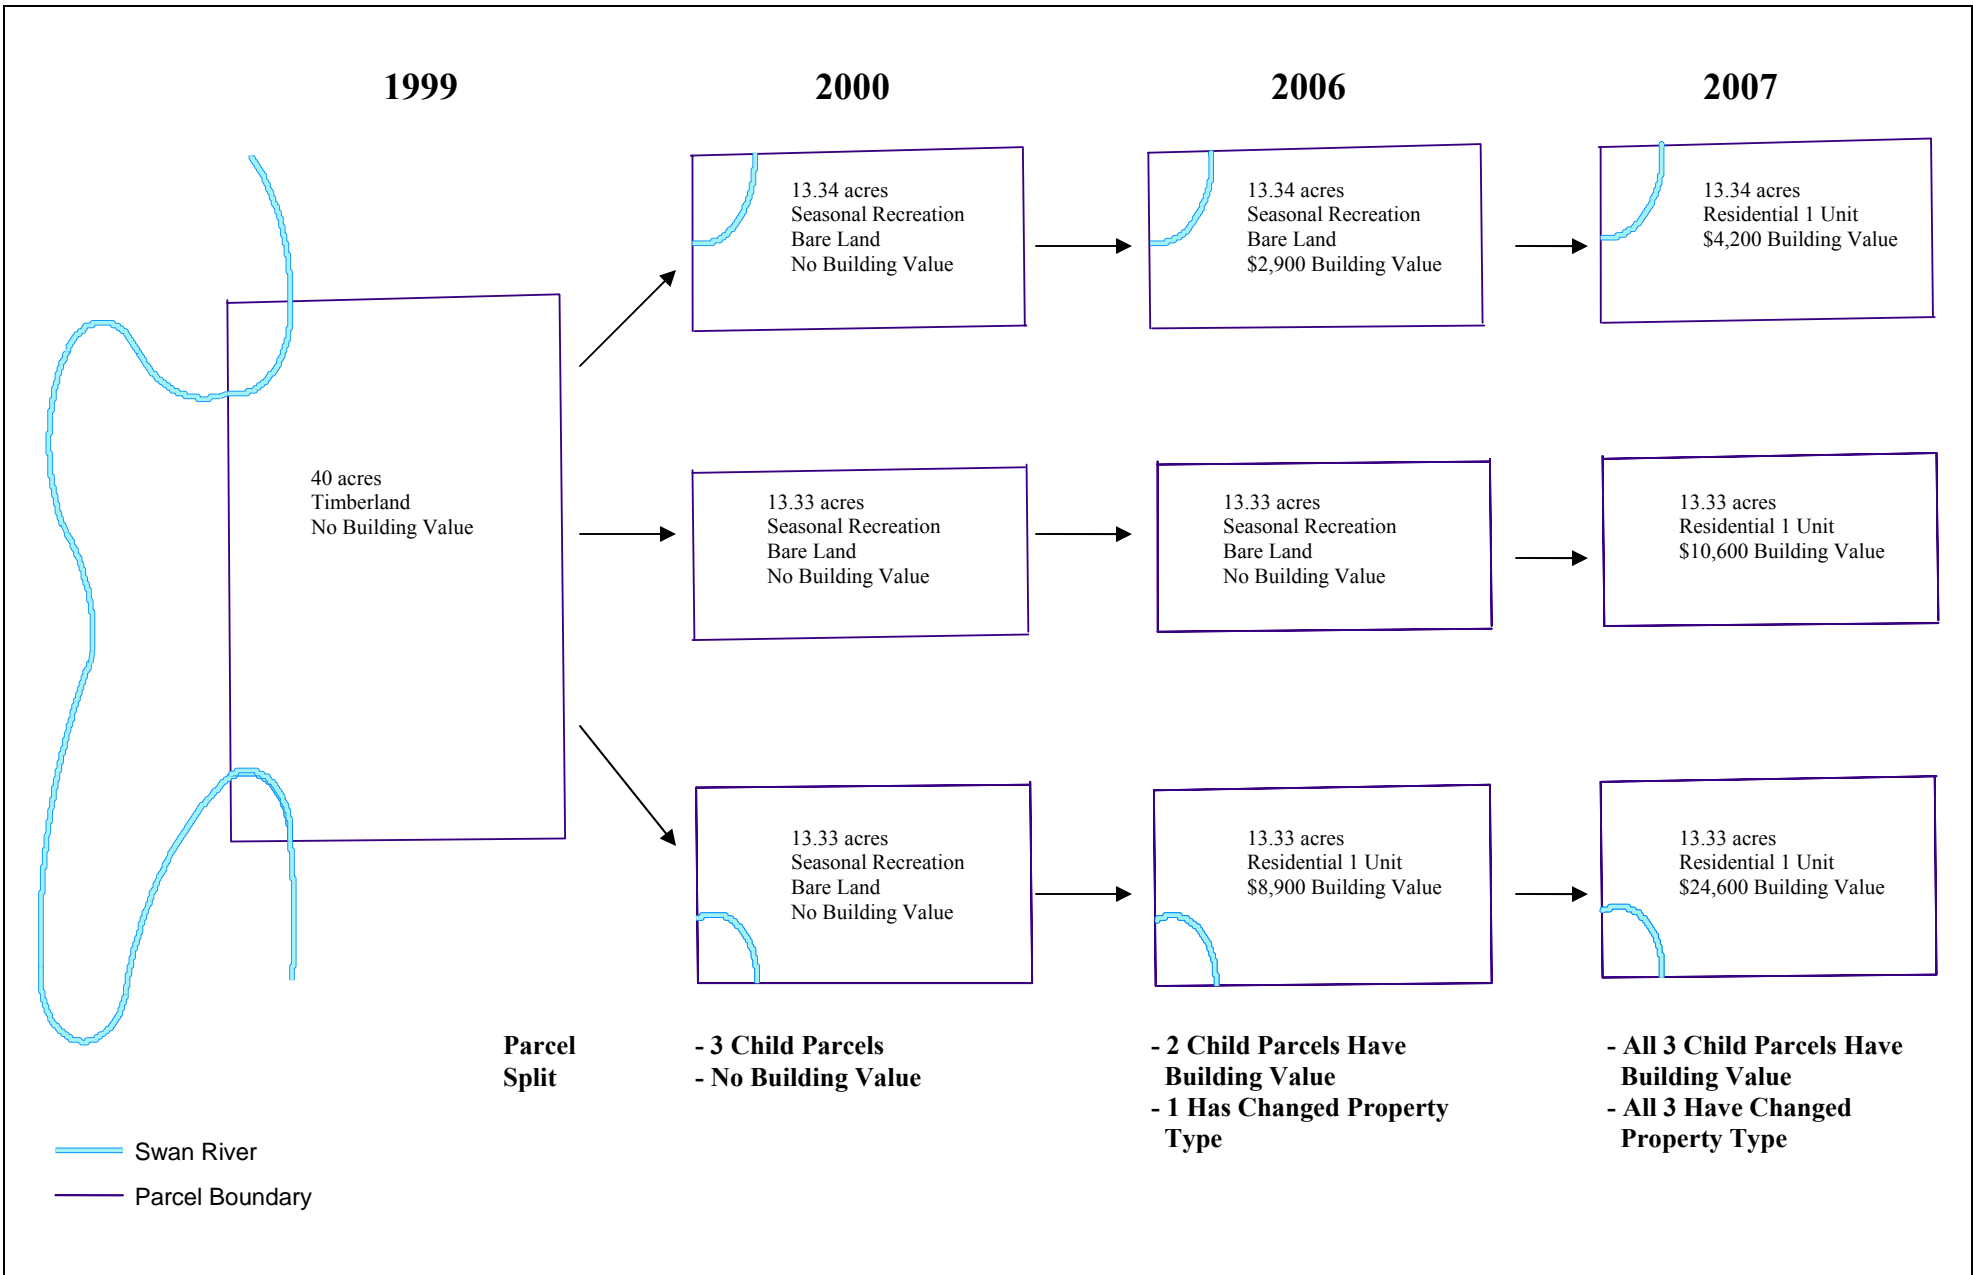 1999
2000
2006
2007
40 acres
Timberland
No Building Value
13.34 acres
Seasonal Recreation
Bare Land
No Building Value
13.34 acres
Seasonal Recreation
Bare Land
$2,900 Building Value
13.34 acres
Residential 1 Unit
$4,200 Building Value
13.33 acres
Seasonal Recreation
Bare Land
No Building Value
13.33 acres
Seasonal Recreation
Bare Land
No Building Value
13.33 acres
Residential 1 Unit
$10,600 Building Value
13.33 acres
Seasonal Recreation
Bare Land
No Building Value
13.33 acres
Residential 1 Unit
$8,900 Building Value
13.33 acres
Residential 1 Unit
$24,600 Building Value
Parcel
Split
- 3 Child Parcels
- No Building Value
- 2 Child Parcels Have
Building Value
- 1 Has Changed Property
Type
- All 3 Child Parcels Have
Building Value
- All 3 Have Changed
Property Type
Swan River
Parcel Boundary